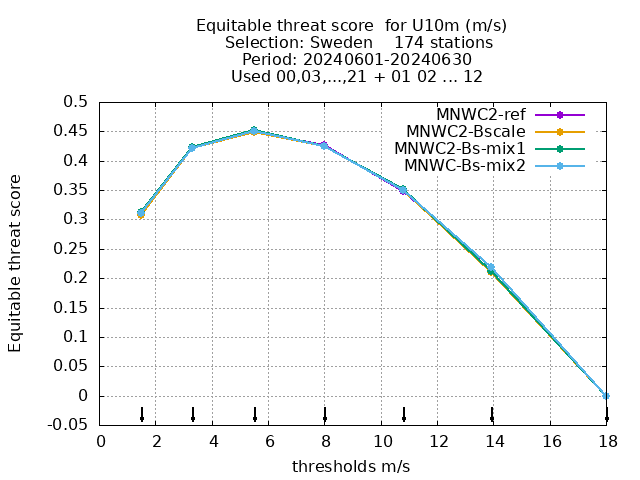 Equitable threat score  for U10m (m/s)
Selection: Sweden    174 stations
Period: 20240601-20240630
Used 00,03,...,21 + 01 02 ... 12
MNWC2-ref
MNWC2-Bscale
MNWC2-Bs-mix1
MNWC-Bs-mix2
Equitable threat score
0.5
0.45
0.4
0.35
0.3
0.25
0.2
0.15
0.1
0.05
0
-0.05
0 2 4 6 8 10 12 14 16 18
thresholds m/s